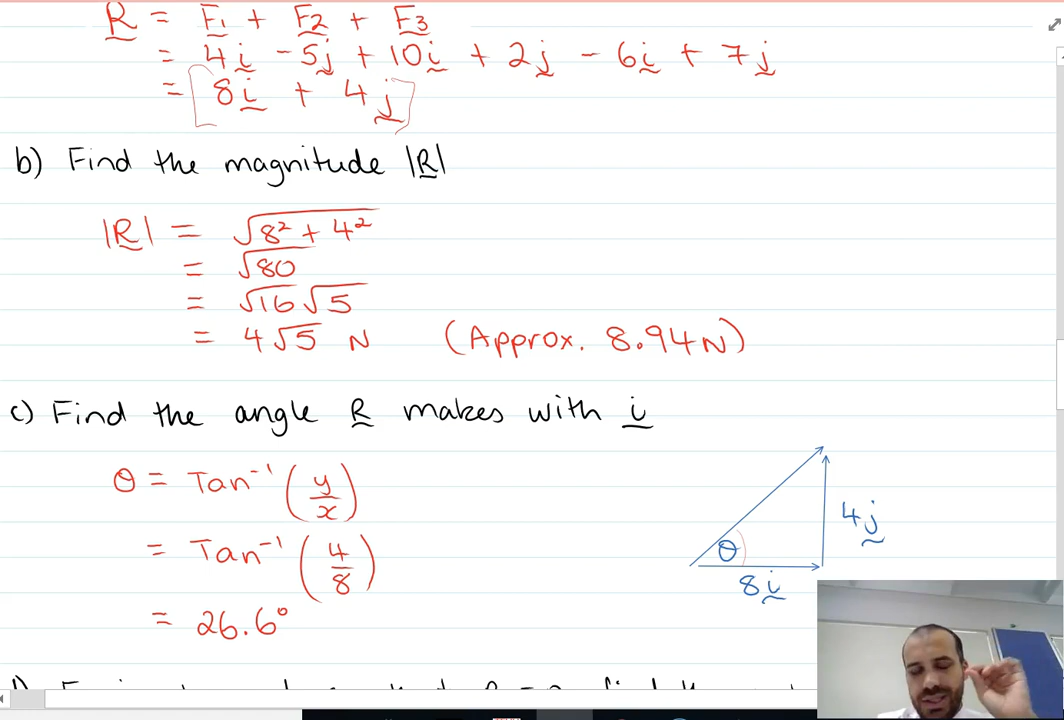 R = F1 + F2 + F3
= 4i - 5j + 10i + 2j - 6i + 7j
= [8i + 4j]
b) Find the magnitude |R|
|R| = √8² + 4²
= √80
= √16 √5
= 4√5 N (Approx. 8.94N)
c) Find the angle R makes with i
θ = Tan⁻¹ (y/x)
= Tan⁻¹ (4/8)
= 26.6°
4j
θ
8i